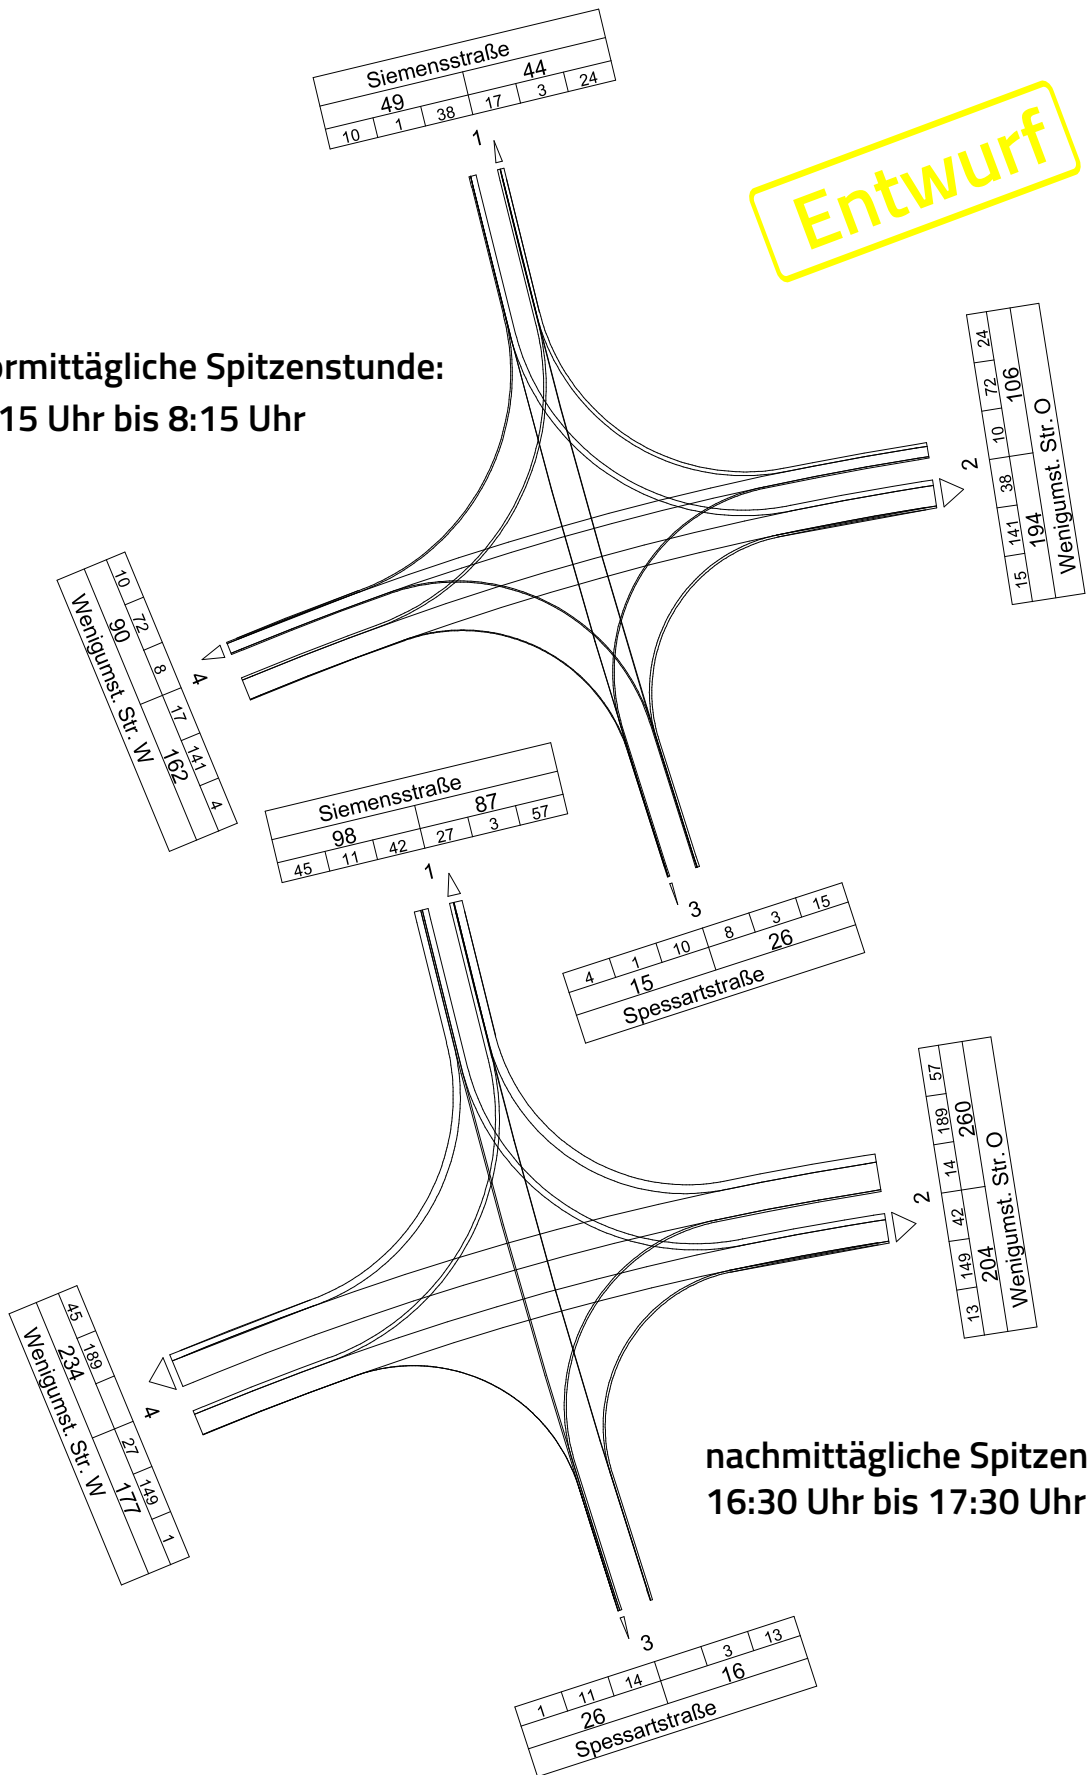 Siemensstraße
49 44
10 1 38 17 3 24
1
Entwurf
ormittägliche Spitzenstunde:
15 Uhr bis 8:15 Uhr
2
15 141 38 10 72 24
194 106
Wenigumst. Str. O
4
10 72 8 17 141 4
90 162
Wenigumst. Str. W
3
4 1 10 8 3 15
15 26
Spessartstraße
Siemensstraße
98 87
45 11 42 27 3 57
1
2
13 149 42 14 189 57
204 260
Wenigumst. Str. O
4
45 189 27 149 1
234 177
Wenigumst. Str. W
nachmittägliche Spitzen
16:30 Uhr bis 17:30 Uhr
3
1 11 14 3 13
26 16
Spessartstraße